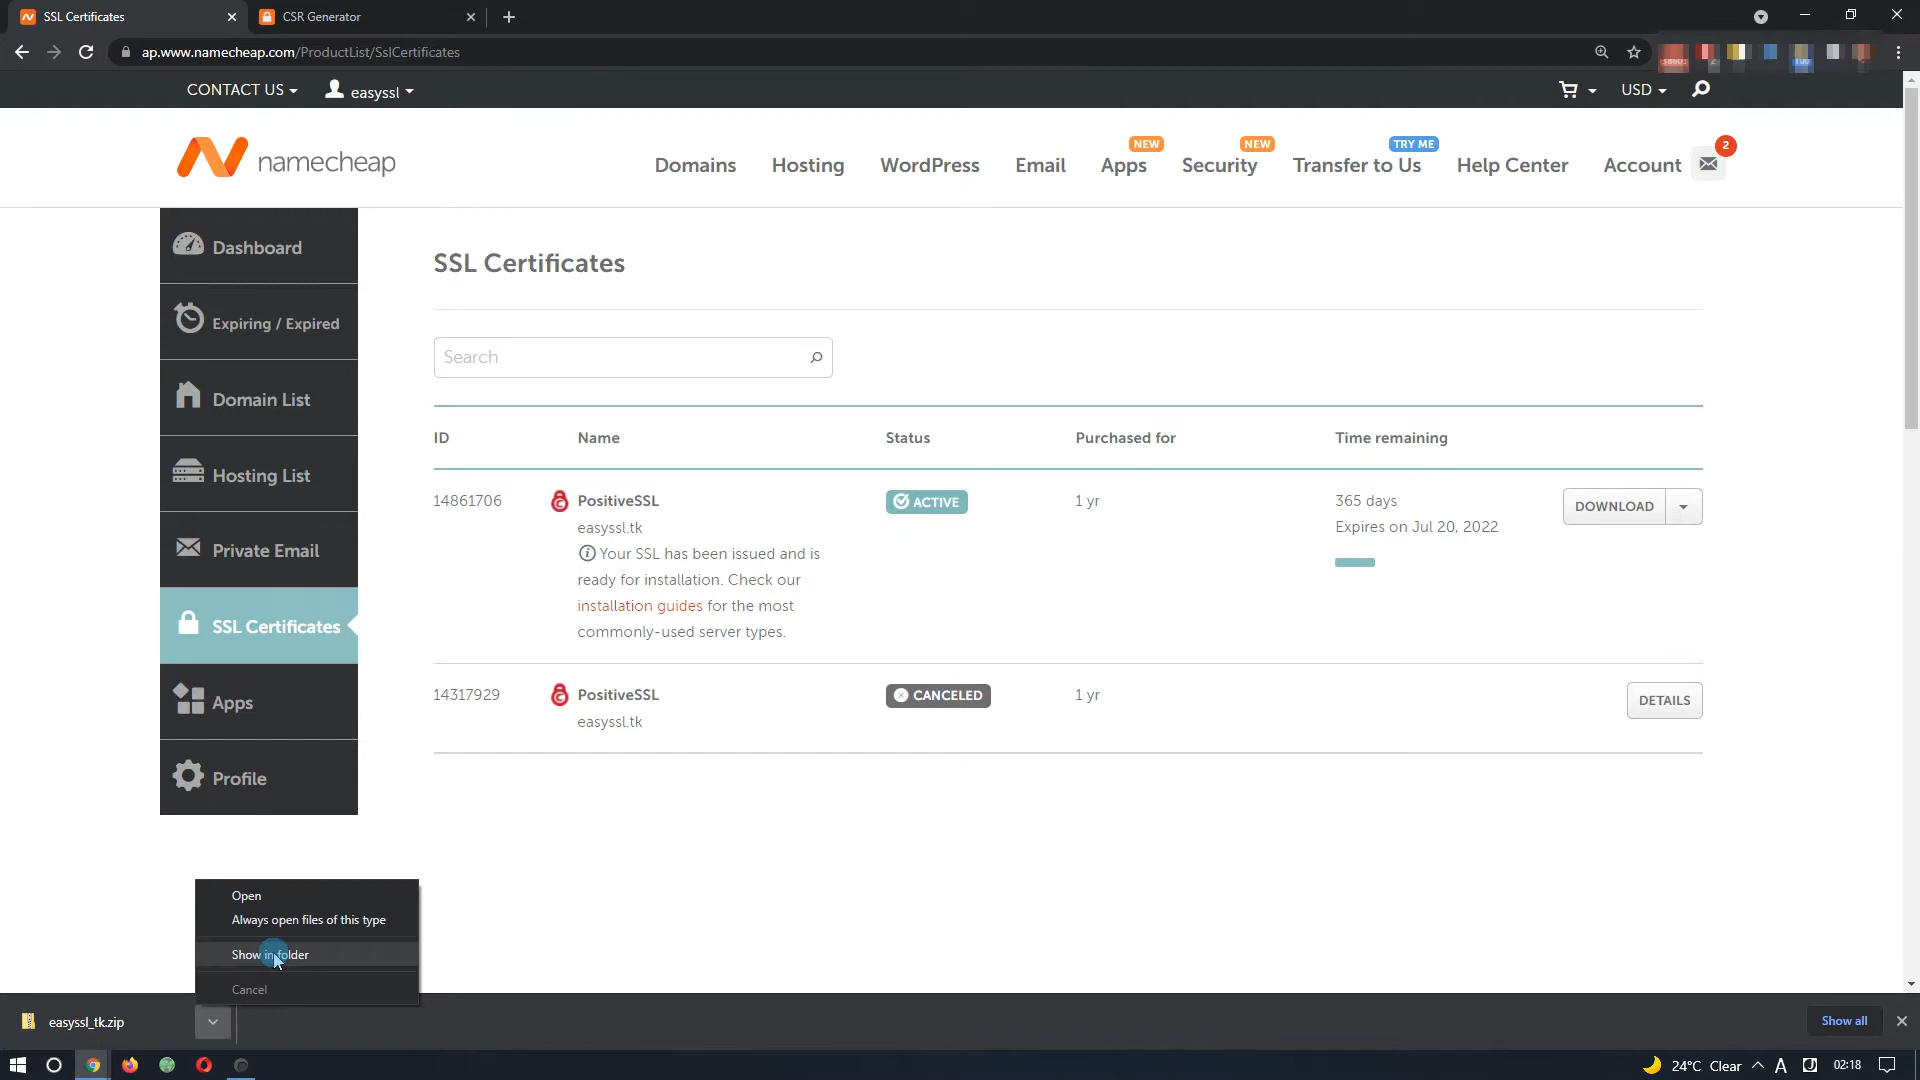 SSL Certificates
CSR Generator
ap.www.namecheap.com/ProductList/SslCertificates
CONTACT US
easyssl
USD
namecheap
Domains
Hosting
WordPress
Email
NEW
Apps
NEW
Security
TRY ME
Transfer to Us
Help Center
Account
2
Dashboard
Expiring / Expired
Domain List
Hosting List
Private Email
SSL Certificates
Apps
Profile
SSL Certificates
Search
ID Name Status Purchased for Time remaining
14861706 PositiveSSL ACTIVE 1 yr 365 days DOWNLOAD
easyssl.tk Expires on Jul 20, 2022
Your SSL has been issued and is
ready for installation. Check our
installation guides for the most
commonly-used server types.
14317929 PositiveSSL CANCELED 1 yr DETAILS
easyssl.tk
Open
Always open files of this type
Show in folder
Cancel
easyssl_tk.zip
Show all
24°C Clear
A
02:18